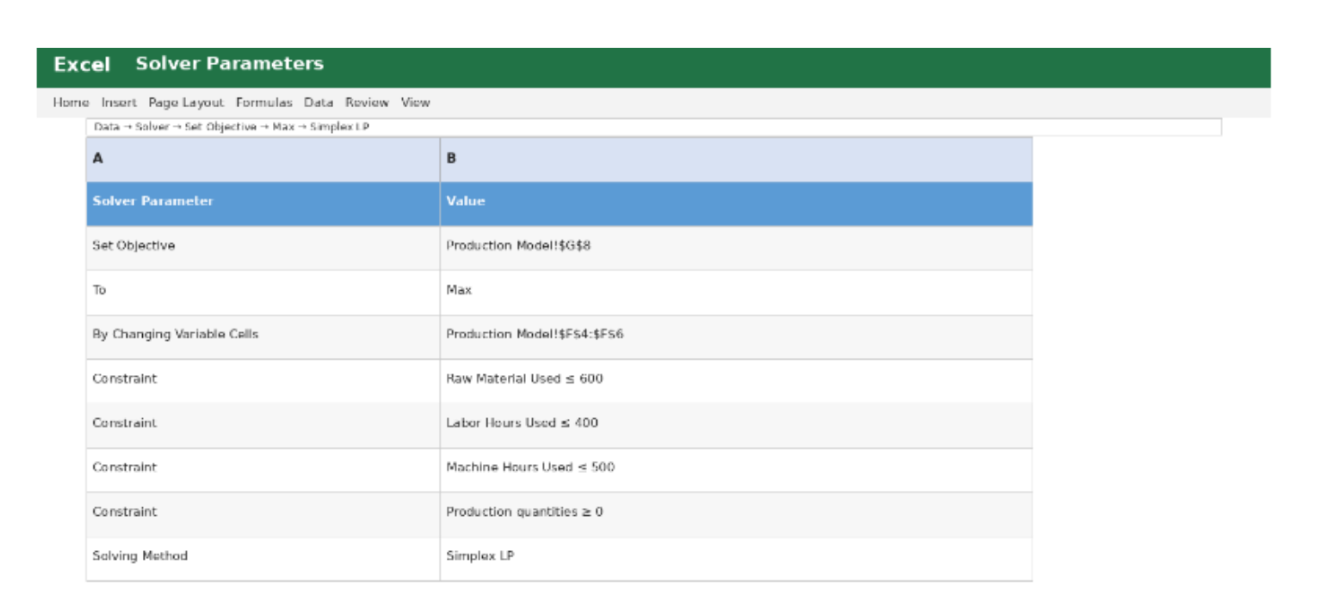 Excel Solver Parameters
Home Insert Page Layout Formulas Data Review View
Data → Solver → Set Objective → Max → Simplex LP
A B
Solver Parameter Value
Set Objective Production Model!$G$8
To Max
By Changing Variable Cells Production Model!$F$4:$F$6
Constraint Raw Material Used ≤ 600
Constraint Labor Hours Used ≤ 400
Constraint Machine Hours Used ≤ 500
Constraint Production quantities ≥ 0
Solving Method Simplex LP